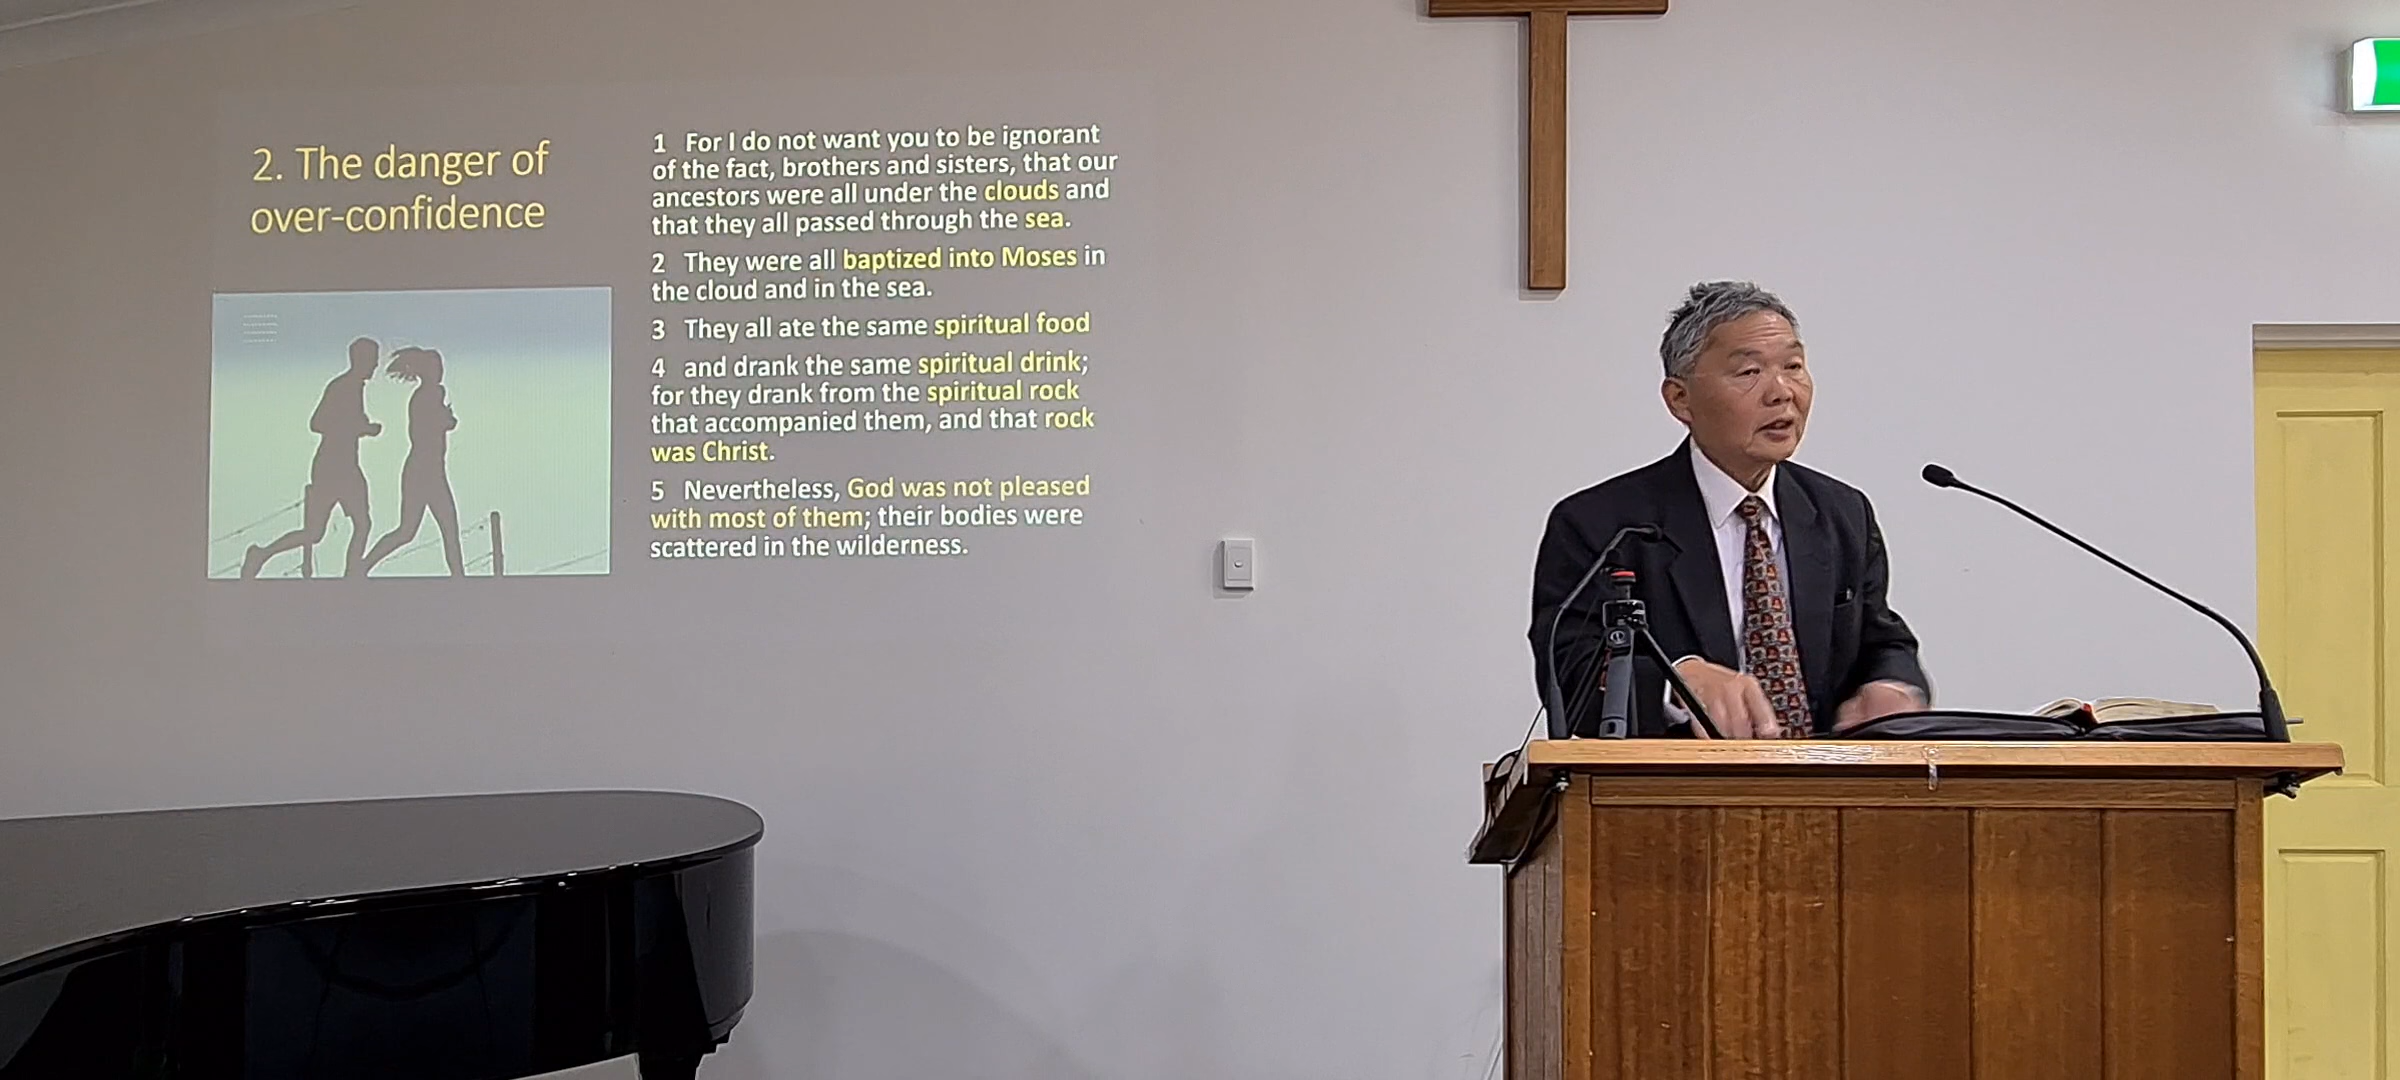 2. The danger of
over-confidence
1 For I do not want you to be ignorant
of the fact, brothers and sisters, that our
ancestors were all under the clouds and
that they all passed through the sea.
2 They were all baptized into Moses in
the cloud and in the sea.
3 They all ate the same spiritual food
4 and drank the same spiritual drink;
for they drank from the spiritual rock
that accompanied them, and that rock
was Christ.
5 Nevertheless, God was not pleased
with most of them; their bodies were
scattered in the wilderness.